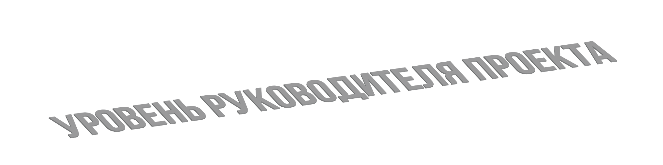 УРОВЕНЬ РУКОВОДИТЕЛЯ ПРОЕКТА